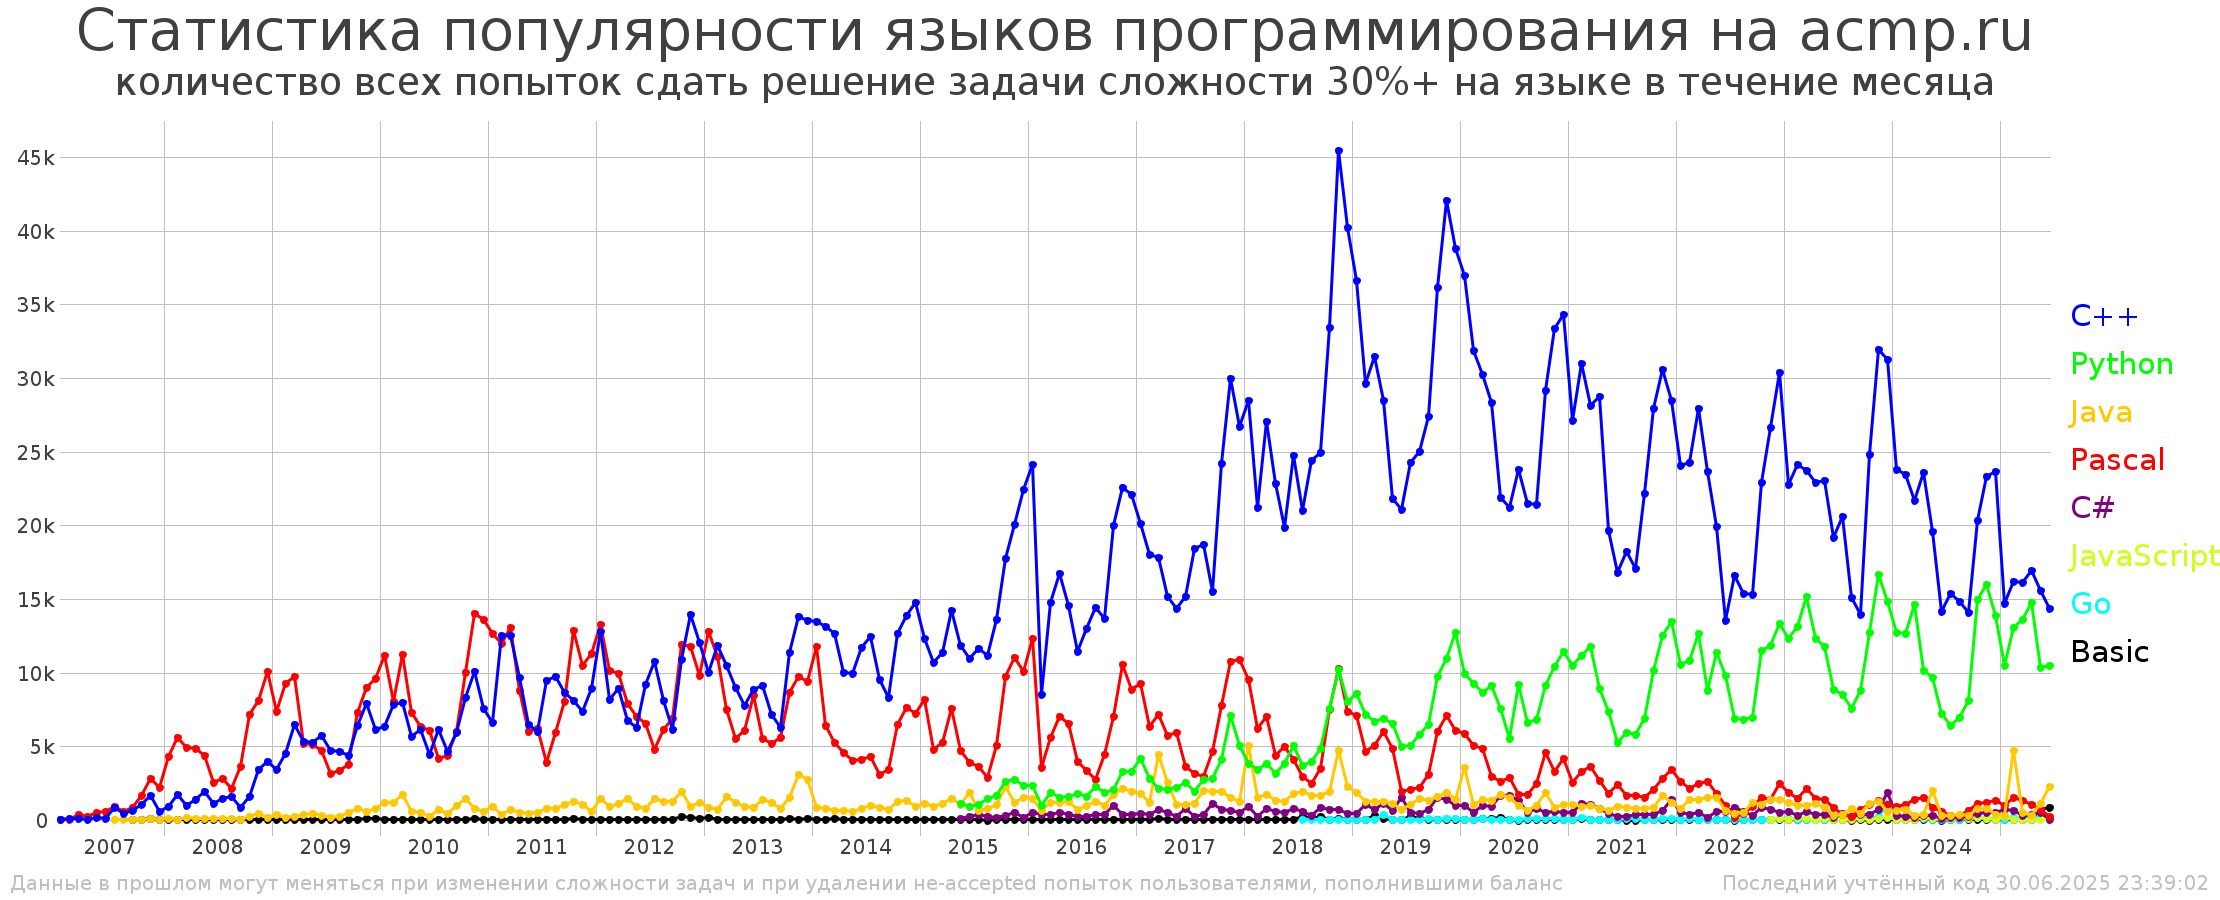 Статистика популярности языков программирования на acmp.ru
количество всех попыток сдать решение задачи сложности 30%+ на языке в течение месяца
45k
40k
35k
30k
25k
20k
15k
10k
5k
0
C++
Python
Java
Pascal
C#
JavaScript
Go
Basic
2007 2008 2009 2010 2011 2012 2013 2014 2015 2016 2017 2018 2019 2020 2021 2022 2023 2024
Данные в прошлом могут меняться при изменении сложности задач и при удалении не-accepted попыток пользователями, пополнившими баланс
Последний учтённый код 30.06.2025 23:39:02